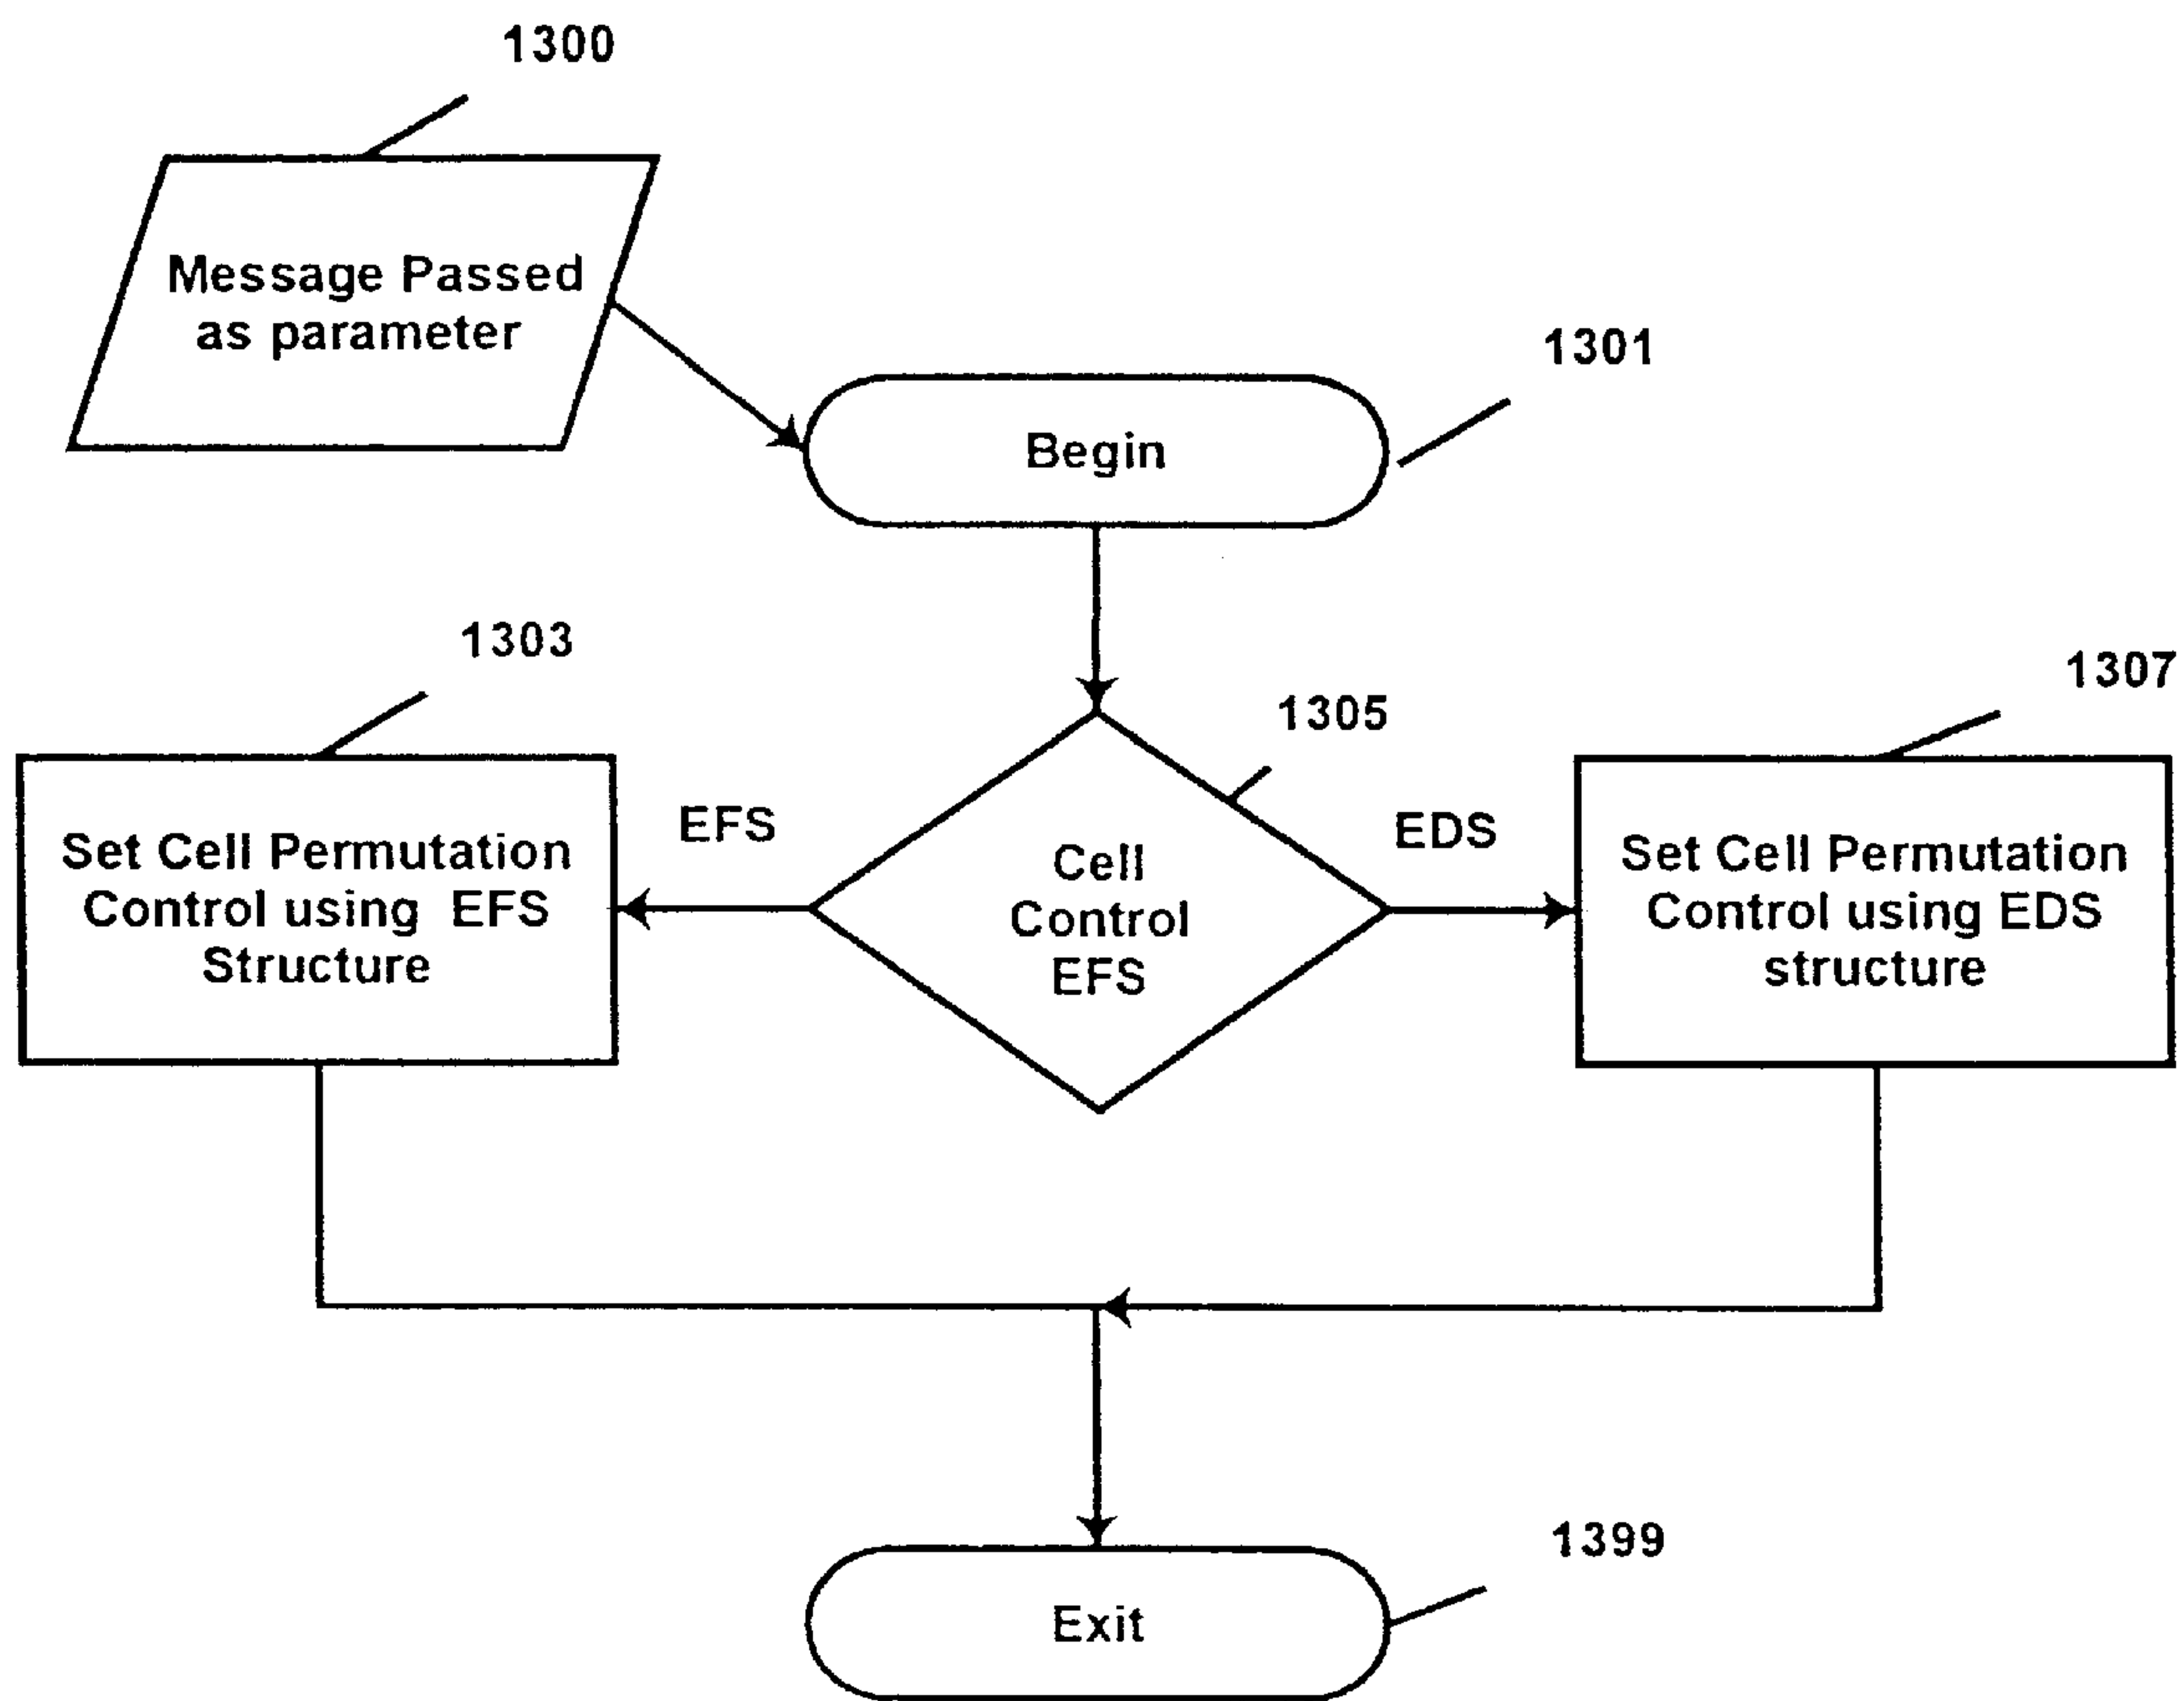 1300
Message Passed
as parameter
1301
Begin
1303
1305
1307
EFS
EDS
Set Cell Permutation
Control using EFS
Structure
Cell
Control
EFS
Set Cell Permutation
Control using EDS
structure
1399
Exit